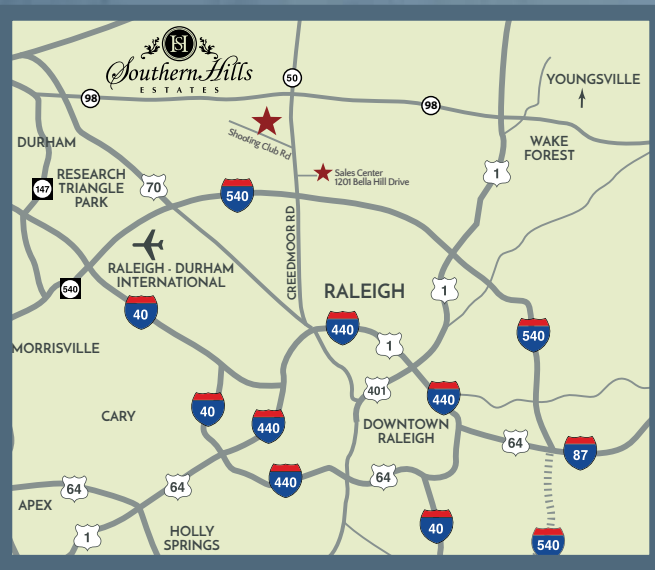 SH
Southern Hills
ESTATES
50
98
98
YOUNGSVILLE
Shooting Club Rd
DURHAM
WAKE
FOREST
RESEARCH
TRIANGLE
PARK
147
70
Sales Center
1201 Bella Hill Drive
1
540
CREEDMOOR RD
RALEIGH - DURHAM
INTERNATIONAL
540
RALEIGH
1
40
440
540
1
MORRISVILLE
401
440
40
CARY
440
DOWNTOWN
RALEIGH
64
87
440
64
64
64
APEX
1
HOLLY
SPRINGS
40
540